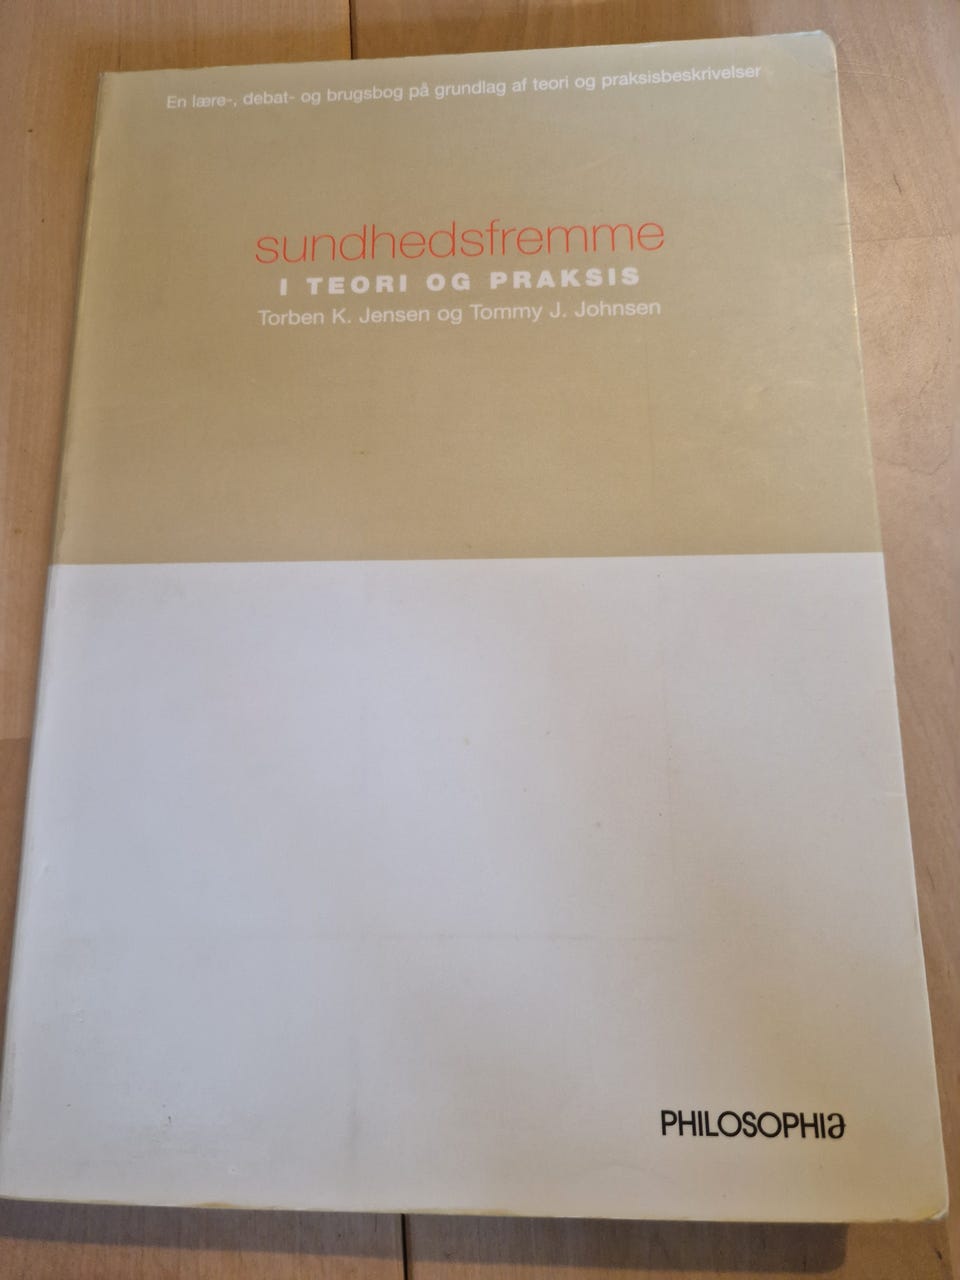 En lære-, debat- og brugsbog på grundlag af teori og praksisbeskrivelser
sundhedsfremme
I TEORI OG PRAKSIS
Torben K. Jensen og Tommy J. Johnsen
PHILOSOPHIA